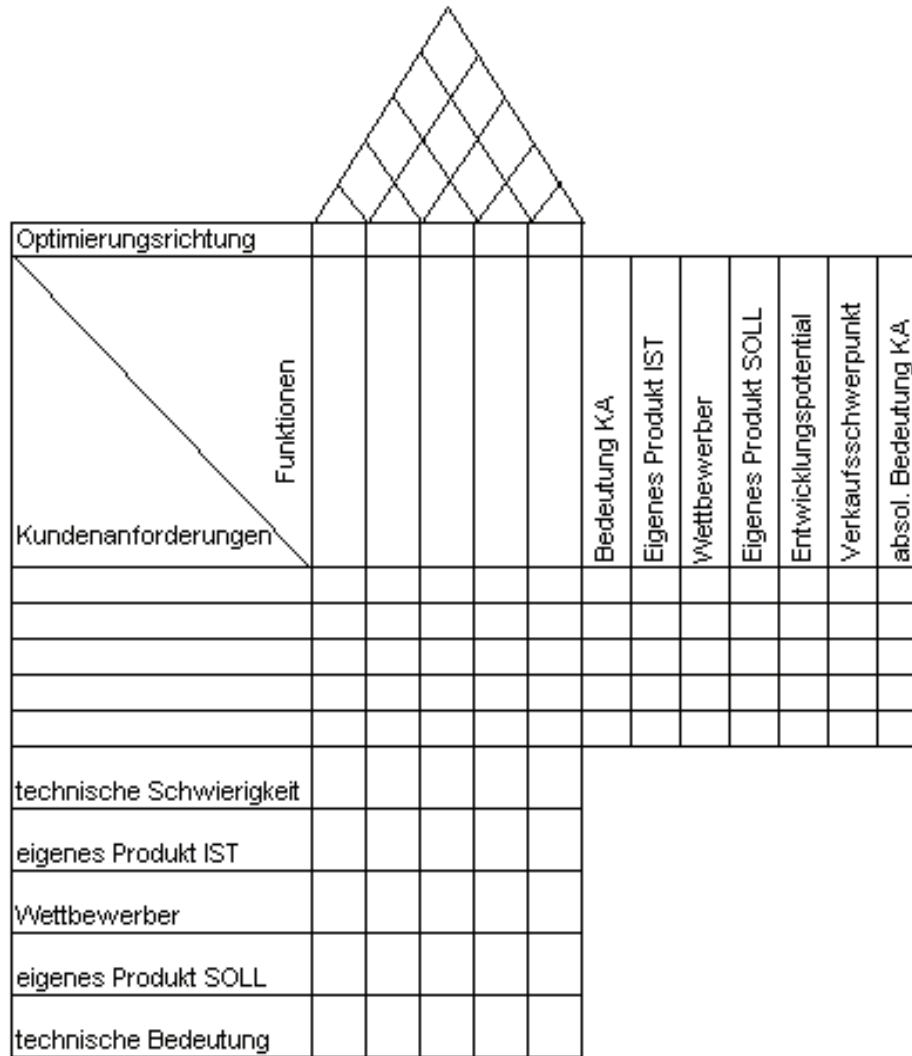 Optimierungsrichtung
Funktionen
Kundenanforderungen
Bedeutung KA
Eigenes Produkt IST
Wettbewerber
Eigenes Produkt SOLL
Entwicklungspotential
Verkaufsschwerpunkt
absol. Bedeutung KA
technische Schwierigkeit
eigenes Produkt IST
Wettbewerber
eigenes Produkt SOLL
technische Bedeutung